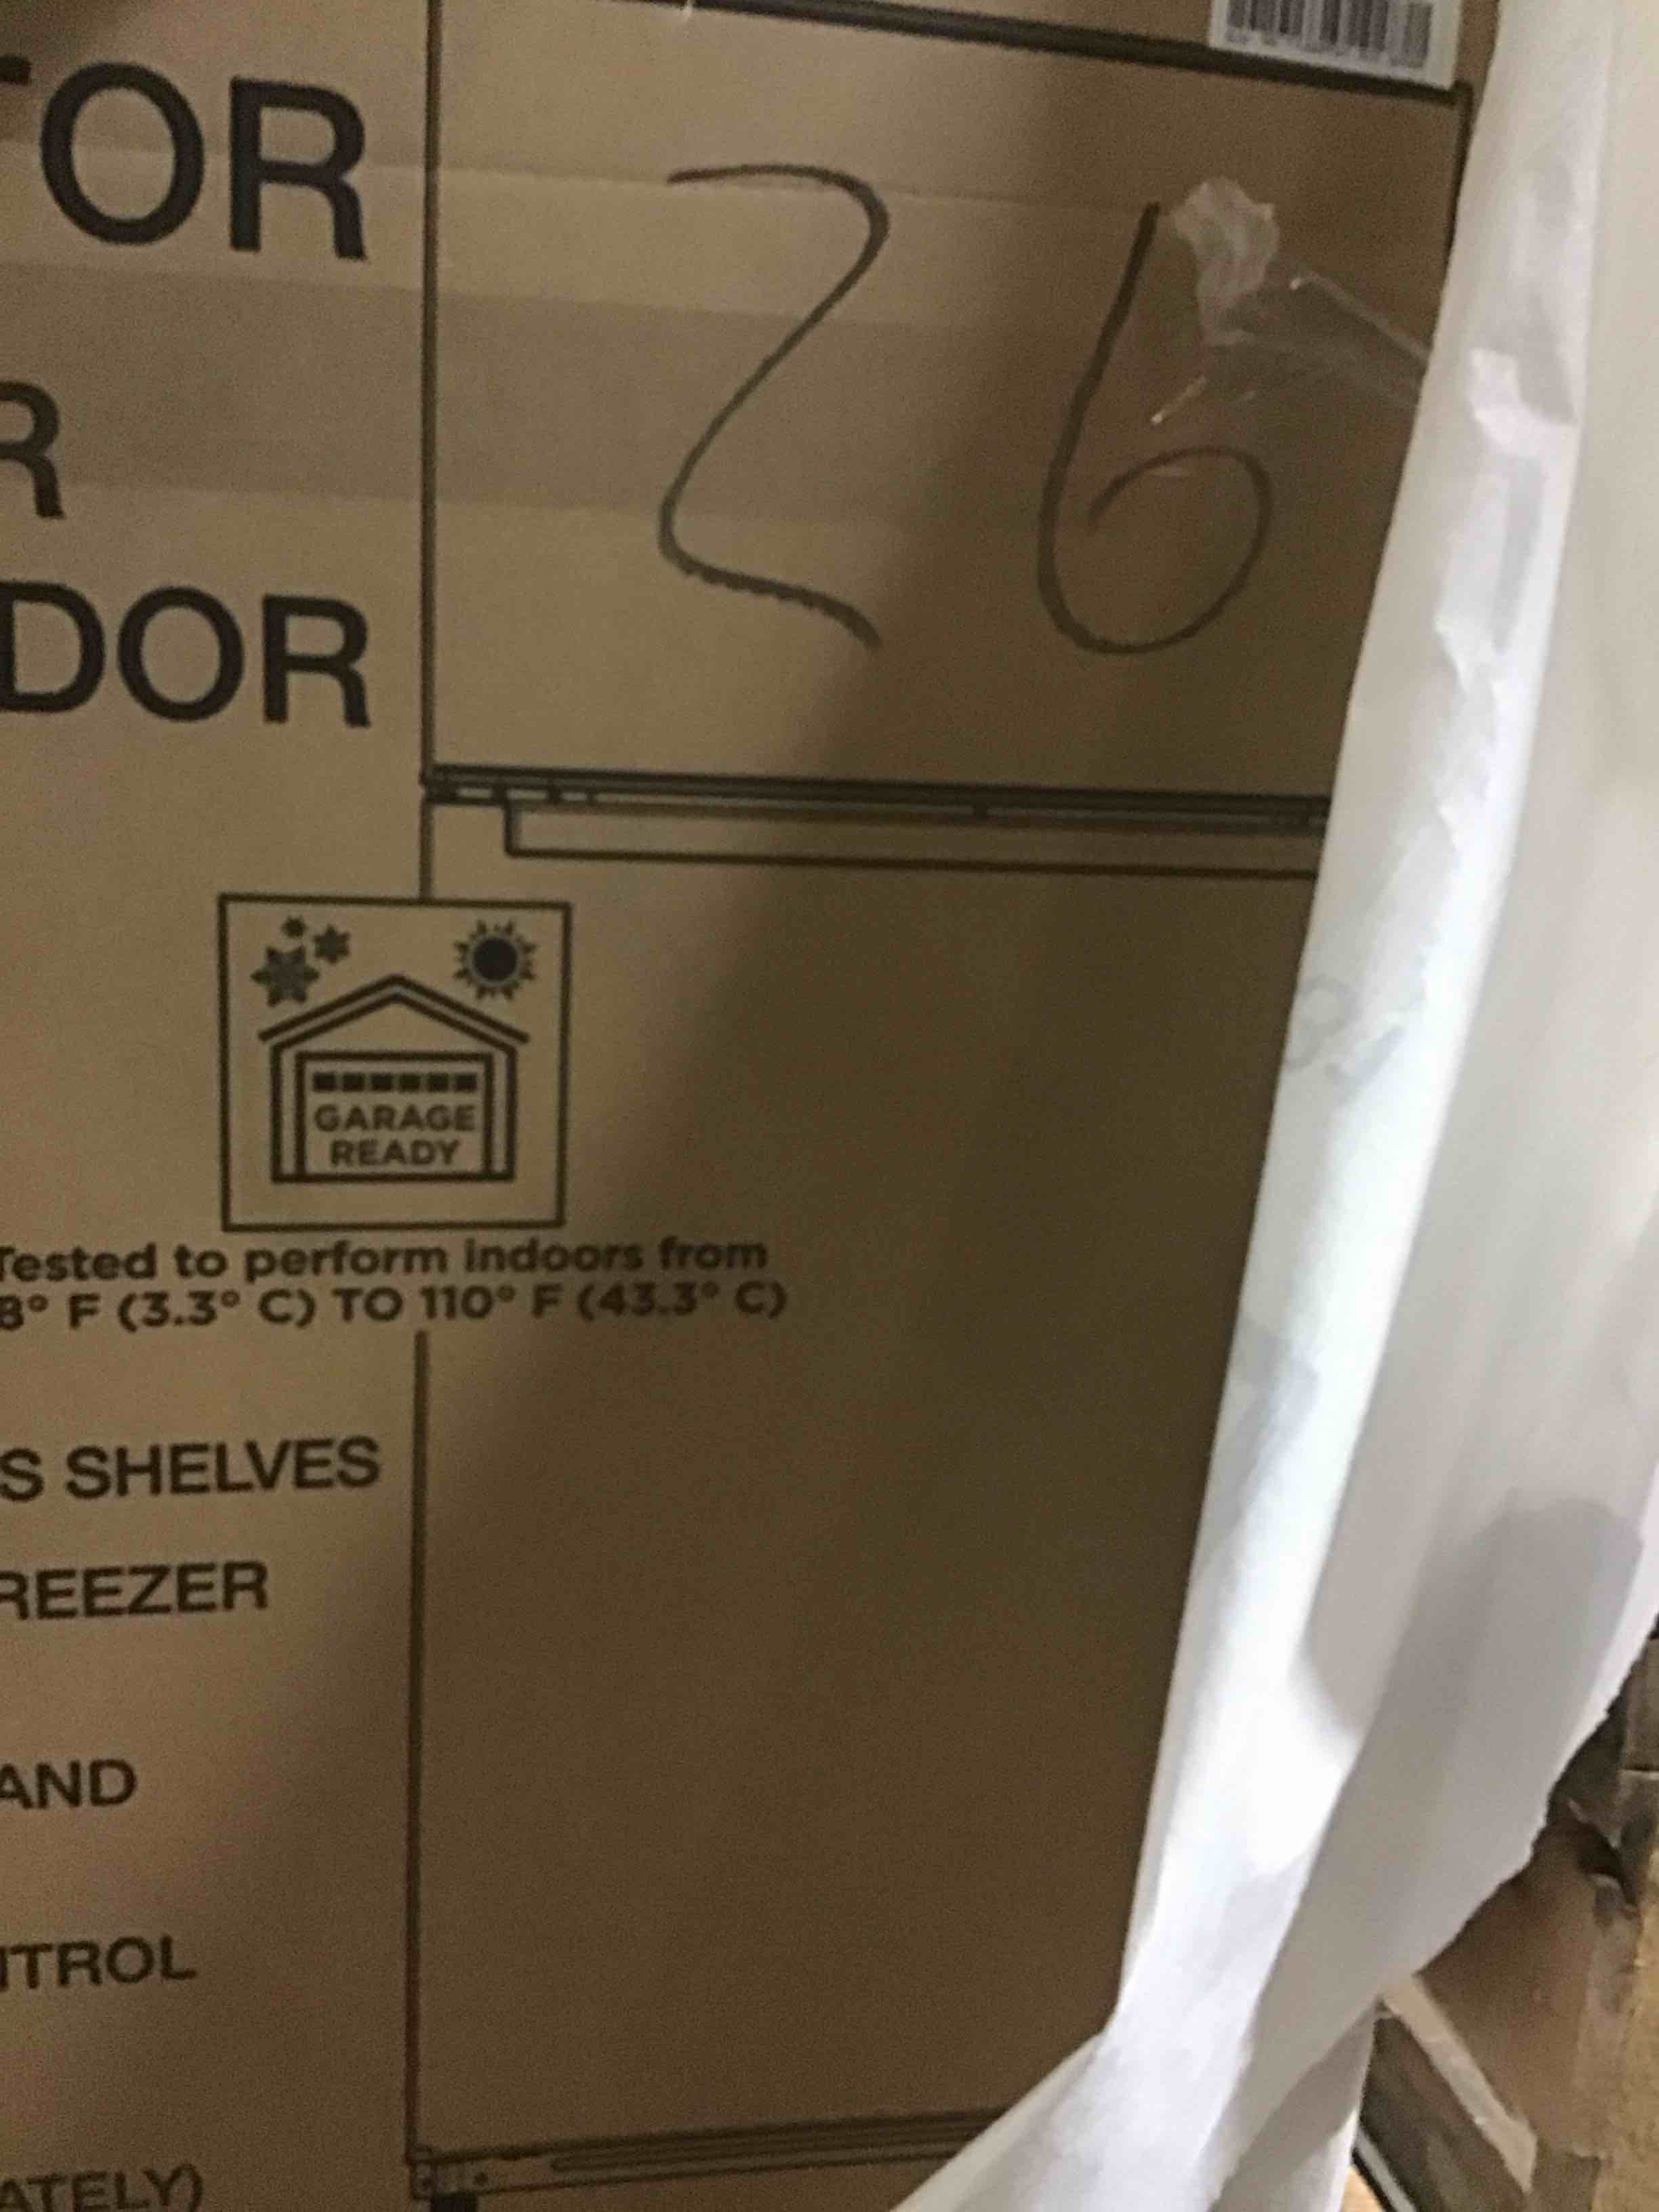 TOR
26
R
DOR
GARAGE
READY
Tested to perform indoors from
8° F (3.3° C) TO 110° F (43.3° C)
S SHELVES
REEZER
AND
NTROL
ATELY)